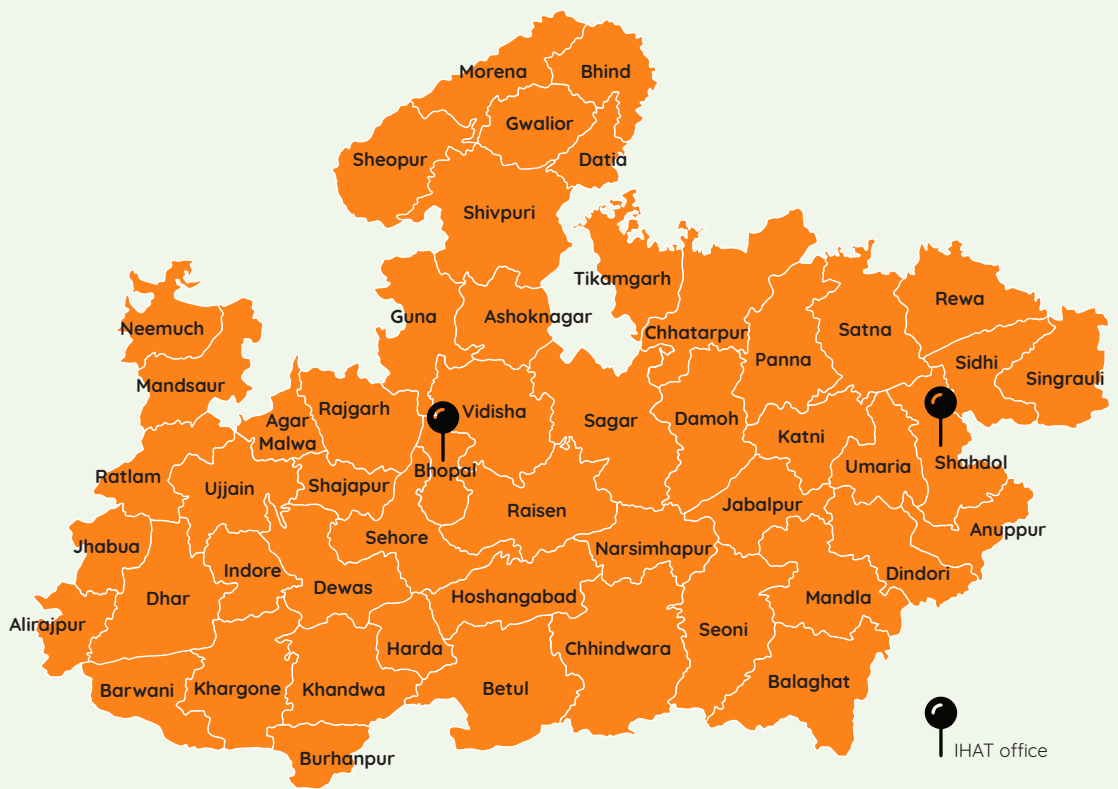 Morena
Bhind
Gwalior
Sheopur
Datia
Shivpuri
Tikamgarh
Rewa
Guna
Ashoknagar
Neemuch
Chhatarpur
Satna
Panna
Sidhi
Singrauli
Mandsaur
Rajgarh
Vidisha
Agar
Malwa
Sagar
Damoh
Katni
Bhopal
Umaria
Shahdol
Ratlam
Ujjain
Shajapur
Jabalpur
Raisen
Anuppur
Sehore
Jhabua
Narsimhapur
Indore
Dindori
Dewas
Dhar
Hoshangabad
Mandla
Alirajpur
Seoni
Harda
Chhindwara
Balaghat
Barwani
Khargone
Khandwa
Betul
IHAT office
Burhanpur